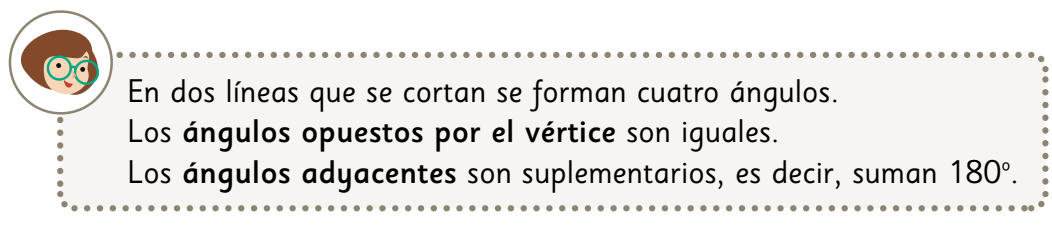 En dos líneas que se cortan se forman cuatro ángulos.
Los ángulos opuestos por el vértice son iguales.
Los ángulos adyacentes son suplementarios, es decir, suman 180º.